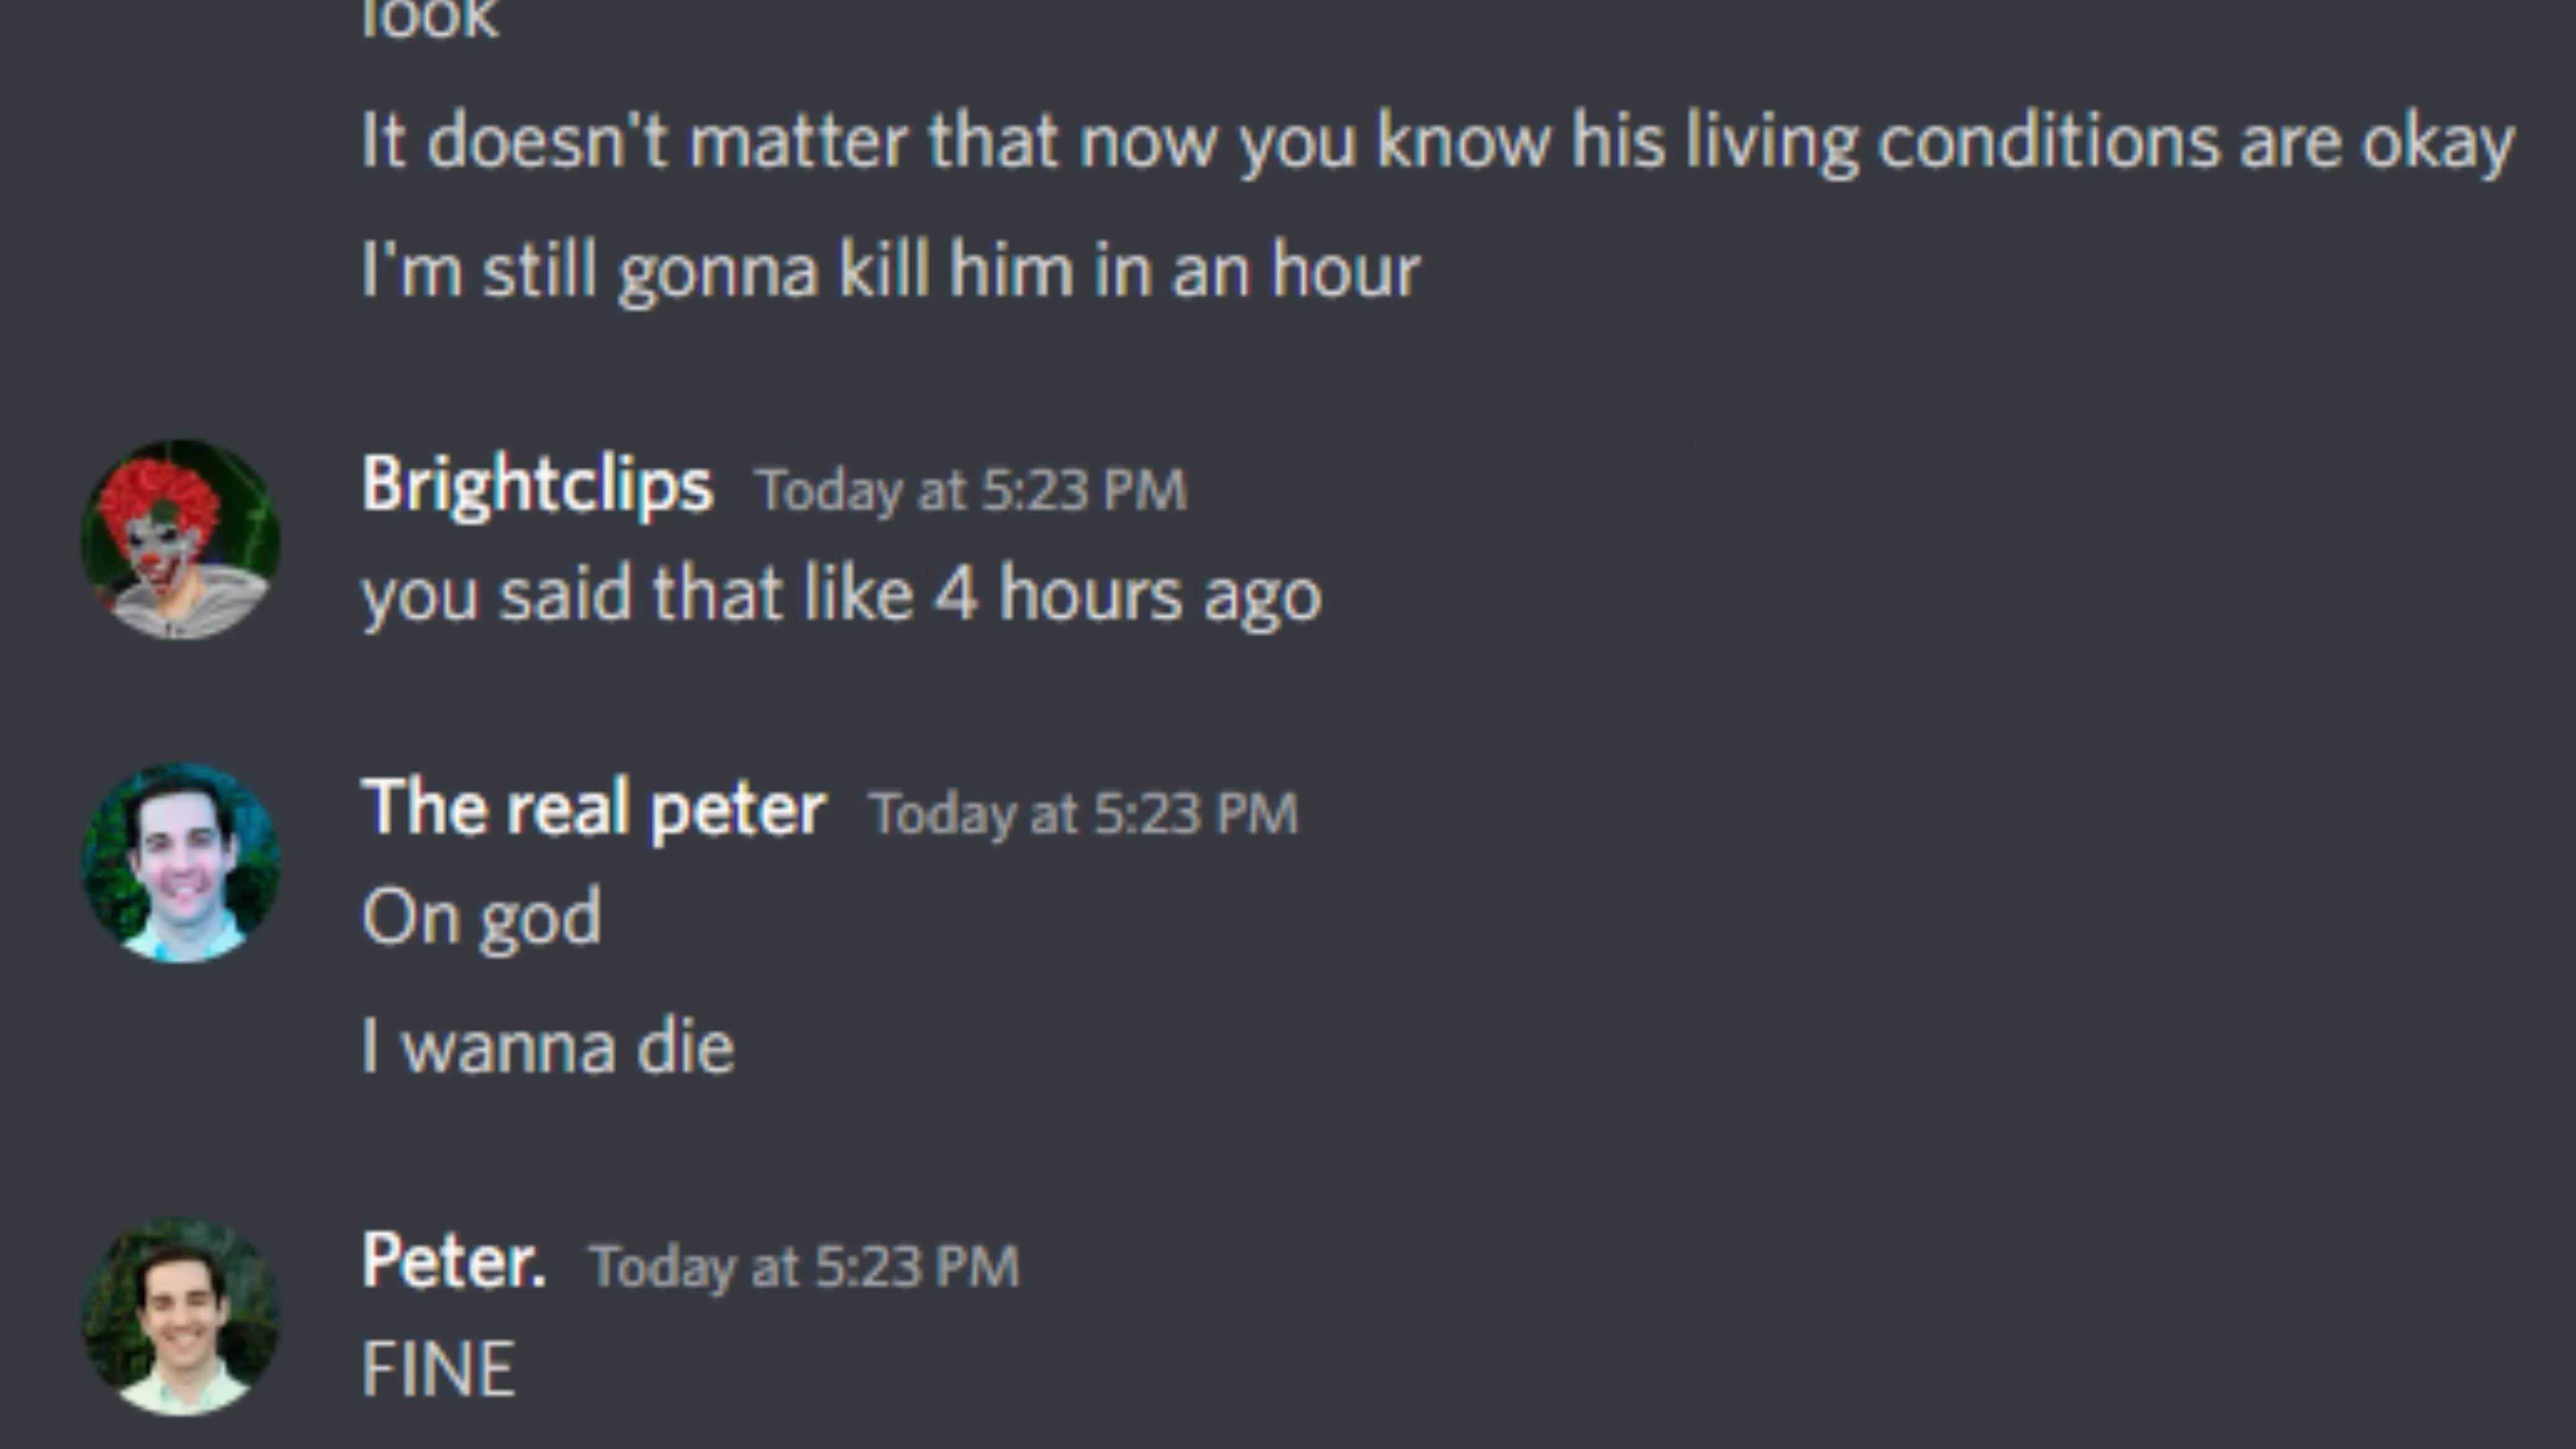 look
It doesn't matter that now you know his living conditions are okay
I'm still gonna kill him in an hour
Brightclips Today at 5:23 PM
you said that like 4 hours ago
The real peter Today at 5:23 PM
On god
I wanna die
Peter. Today at 5:23 PM
FINE